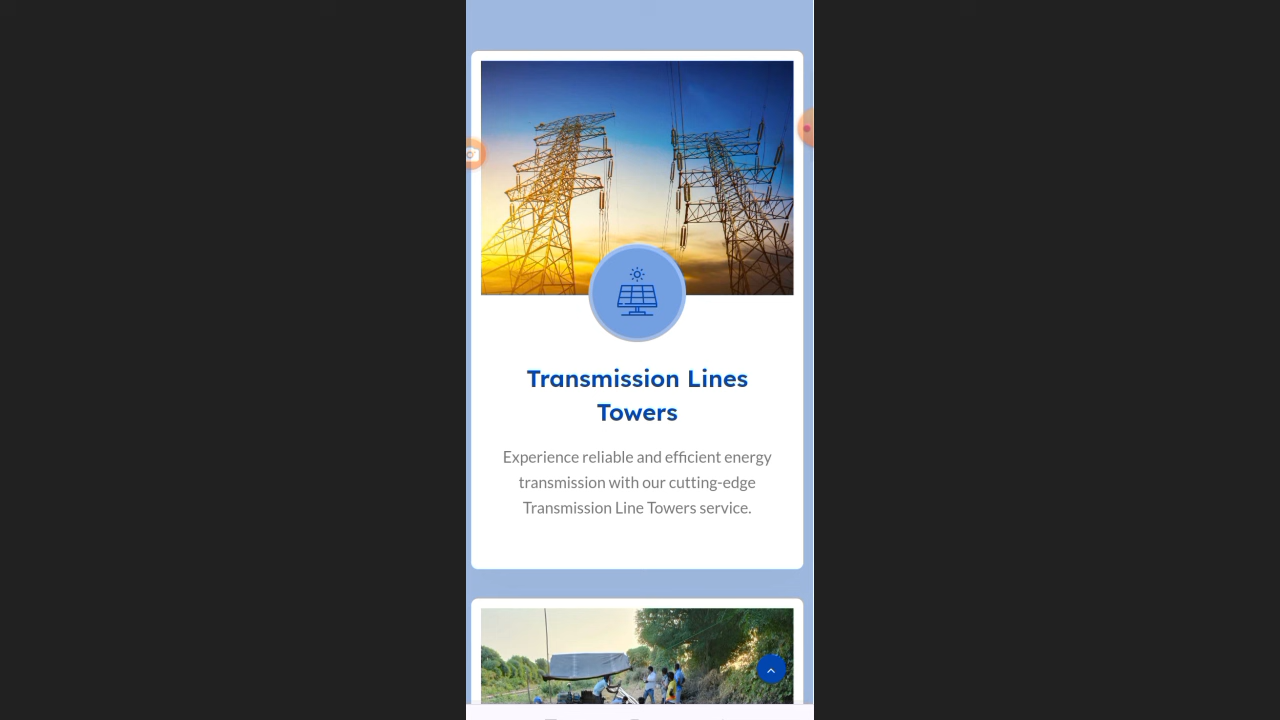 Transmission Lines
Towers
Experience reliable and efficient energy
transmission with our cutting-edge
Transmission Line Towers service.